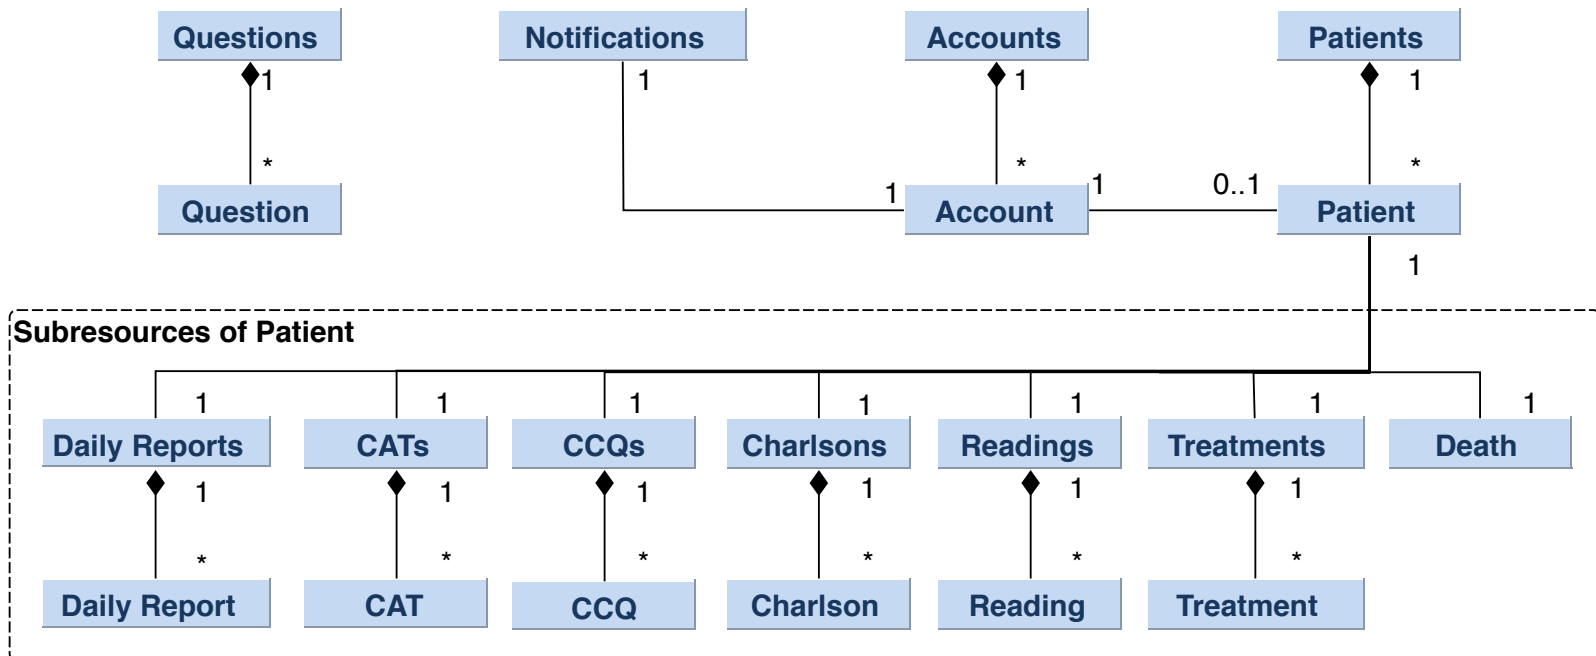 Questions
Notifications
Accounts
Patients
1
1
1
1
*
*
*
1
1
0..1
Question
Account
Patient
1
Subresources of Patient
1
1
1
1
1
1
1
Daily Reports
CATs
CCQs
Charlsons
Readings
Treatments
Death
1
1
1
1
1
1
*
*
*
*
*
*
Daily Report
CAT
CCQ
Charlson
Reading
Treatment